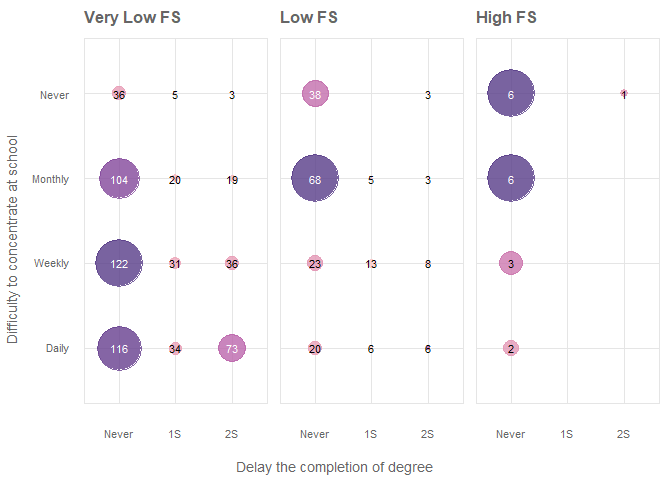 Very Low FS Low FS High FS
Never 36 5 3 38 3 6 1
Monthly 104 20 19 68 5 3 6
Weekly 122 31 36 23 13 8 3
Daily 116 34 73 20 6 6 2
Never 1S 2S Never 1S 2S Never 1S 2S
Delay the completion of degree
Difficulty to concentrate at school